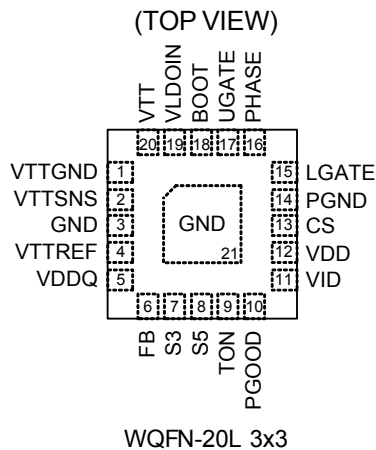 (TOP VIEW)
VTT
VLDOIN
BOOT
UGATE
PHASE
20 19 18 17 16
VTTGND 1
VTTSNS 2
GND 3
VTTREF 4
VDDQ 5
GND
21
15 LGATE
14 PGND
13 CS
12 VDD
11 VID
6 7 8 9 10
FB
S3
S5
TON
PGOOD
WQFN-20L 3x3